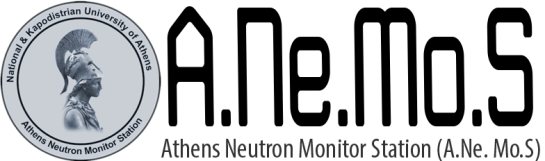 National & Kapodistrian University of Athens
Athens Neutron Monitor Station
A.Ne.Mo.S
Athens Neutron Monitor Station (A.Ne. Mo.S)